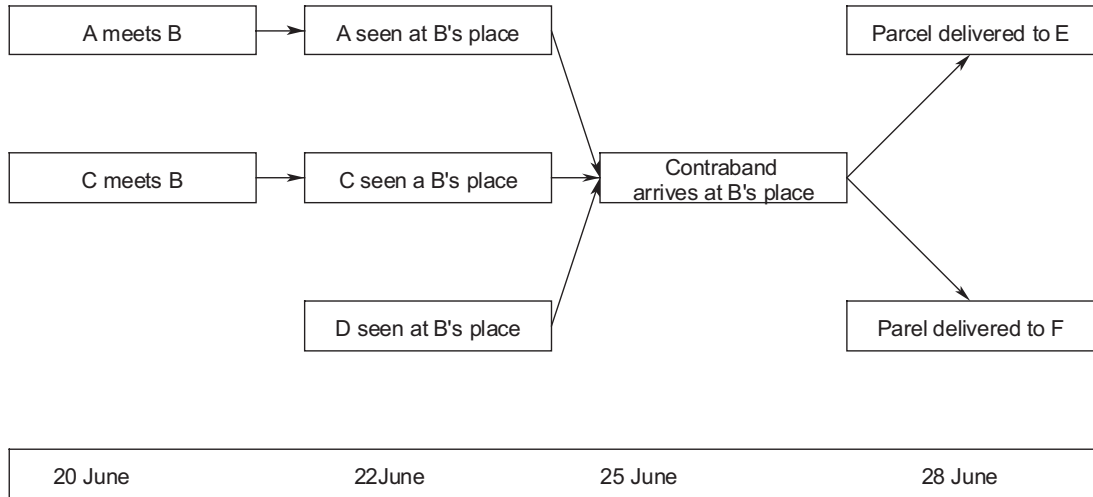 A meets B
A seen at B's place
Parcel delivered to E
C meets B
C seen a B's place
Contraband
arrives at B's place
D seen at B's place
Parel delivered to F
20 June
22June
25 June
28 June